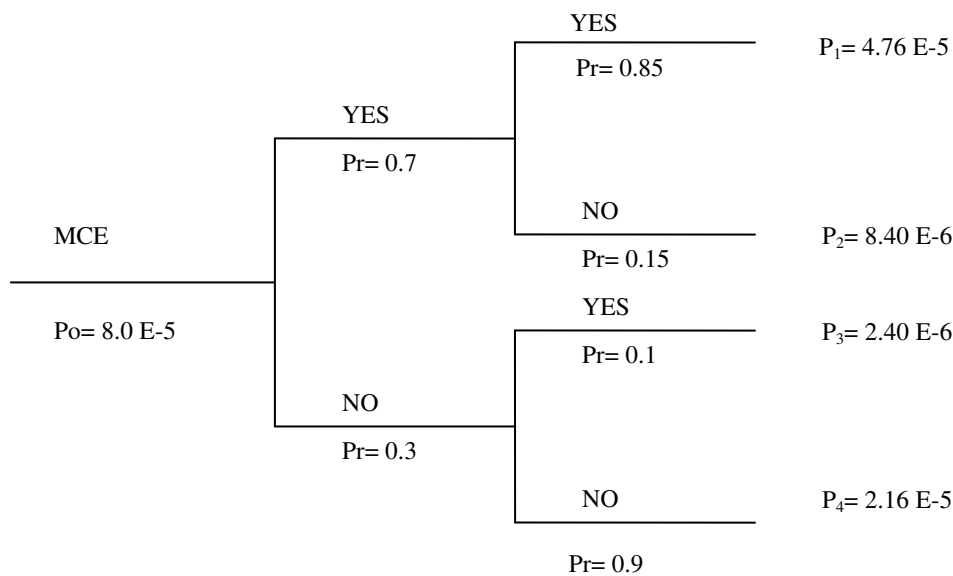 YES
Pr= 0.85
P₁= 4.76 E-5
YES
Pr= 0.7
NO
Pr= 0.15
P₂= 8.40 E-6
MCE
Po= 8.0 E-5
YES
Pr= 0.1
P₃= 2.40 E-6
NO
Pr= 0.3
NO
Pr= 0.9
P₄= 2.16 E-5